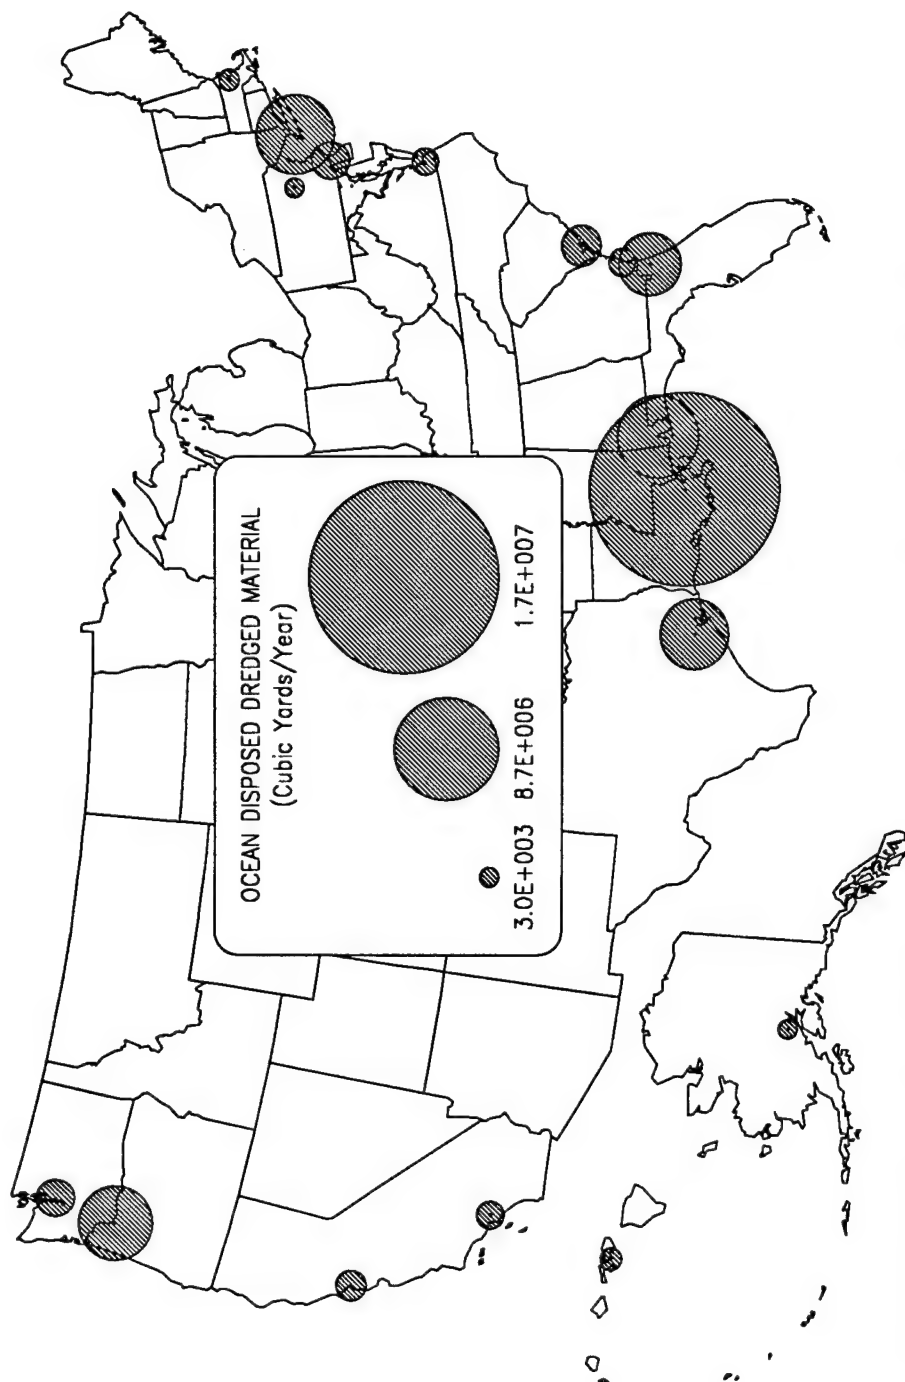 OCEAN DISPOSED DREDGED MATERIAL
(Cubic Yards/Year)
3.0E+003 8.7E+006 1.7E+007